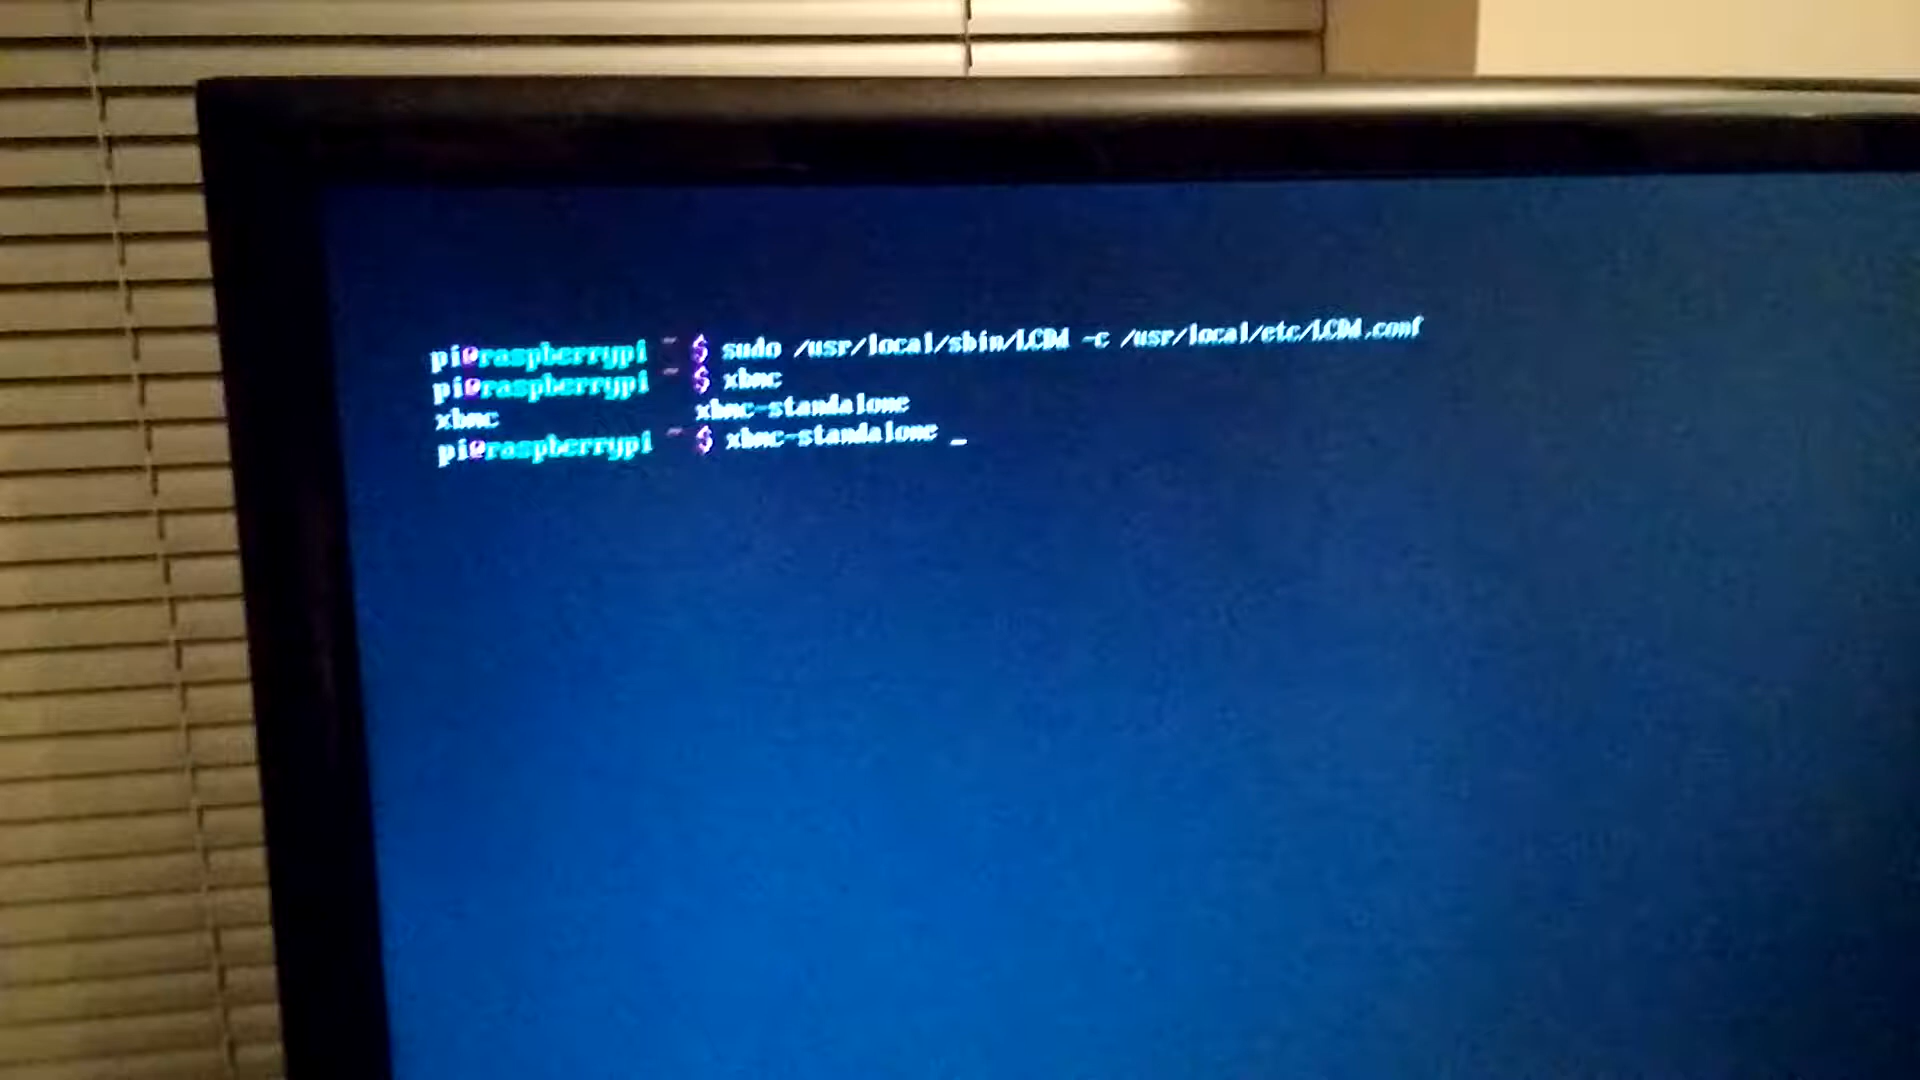 pi@raspberrypi ~ $ sudo /usr/local/sbin/LCDd -c /usr/local/etc/LCDd.conf
pi@raspberrypi ~ $ xbmc
xbmc xbmc-standalone
pi@raspberrypi ~ $ xbmc-standalone _